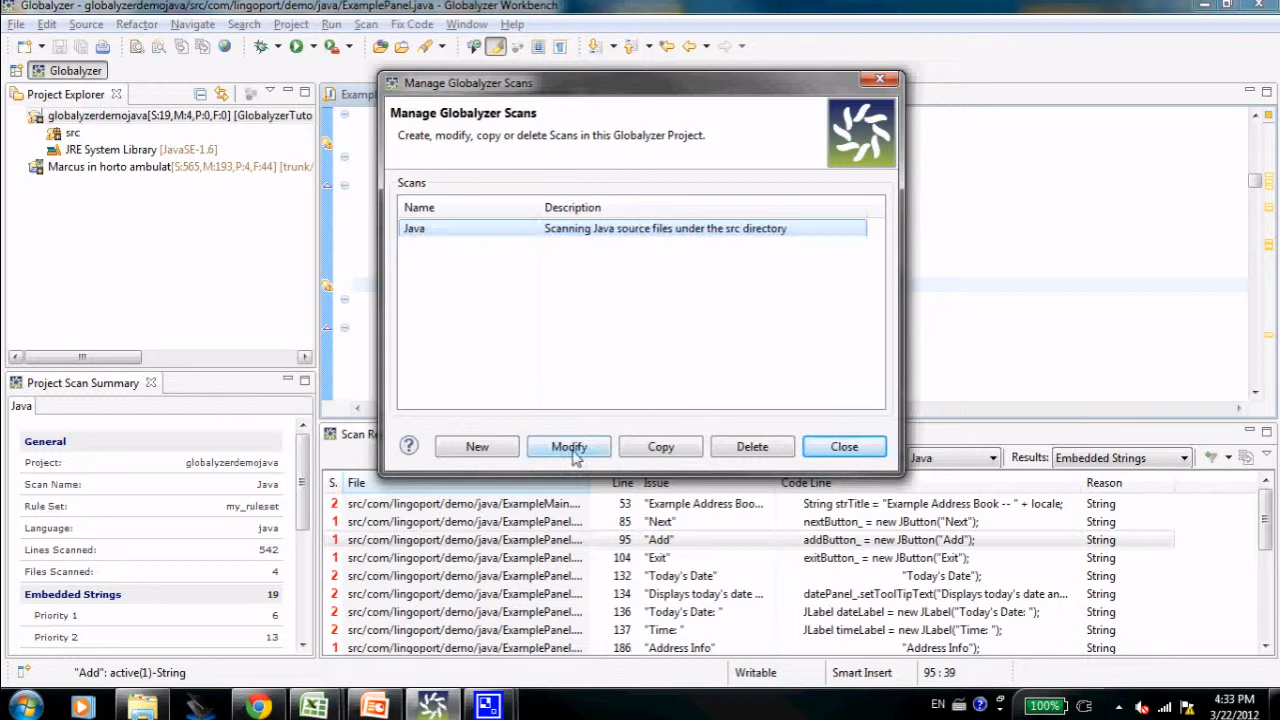 Globalyzer - globalyzerdemojava/src/com/lingoport/demo/java/ExamplePanel.java - Globalyzer Workbench
File Edit Source Refactor Navigate Search Project Run Scan Fix Code Window Help
Globalyzer
Project Explorer
globalyzerdemojava[S:19,M:4,P:0,F:0] [GlobalyzerTuto
src
JRE System Library [JavaSE-1.6]
Marcus in horto ambulat[S:565,M:193,P:4,F:44] [trunk/
Examp
Manage Globalyzer Scans
Manage Globalyzer Scans
Create, modify, copy or delete Scans in this Globalyzer Project.
Scans
Name Description
Java Scanning Java source files under the src directory
New Modify Copy Delete Close
Project Scan Summary
Java
General
Project: globalyzerdemojava
Scan Name: Java
Rule Set: my_ruleset
Language: java
Lines Scanned: 542
Files Scanned: 4
Embedded Strings 19
Priority 1 6
Priority 2 13
Scan Re
Java Results: Embedded Strings
S. File Line Issue Code Line Reason
2 src/com/lingoport/demo/java/ExampleMain.... 53 "Example Address Boo... String strTitle = "Example Address Book -- " + locale; String
1 src/com/lingoport/demo/java/ExamplePanel.... 85 "Next" nextButton_ = new JButton("Next"); String
1 src/com/lingoport/demo/java/ExamplePanel.... 95 "Add" addButton_ = new JButton("Add"); String
1 src/com/lingoport/demo/java/ExamplePanel.... 104 "Exit" exitButton_ = new JButton("Exit"); String
2 src/com/lingoport/demo/java/ExamplePanel.... 132 "Today's Date" "Today's Date"); String
2 src/com/lingoport/demo/java/ExamplePanel.... 134 "Displays today's date ... datePanel_.setToolTipText("Displays today's date an... String
2 src/com/lingoport/demo/java/ExamplePanel.... 136 "Today's Date: " JLabel dateLabel = new JLabel("Today's Date: "); String
2 src/com/lingoport/demo/java/ExamplePanel.... 137 "Time: " JLabel timeLabel = new JLabel("Time: "); String
1 src/com/lingoport/demo/java/ExamplePanel.... 186 "Address Info" "Address Info"); String
"Add": active(1)-String Writable Smart Insert 95 : 39
EN 100% 4:33 PM
3/22/2012